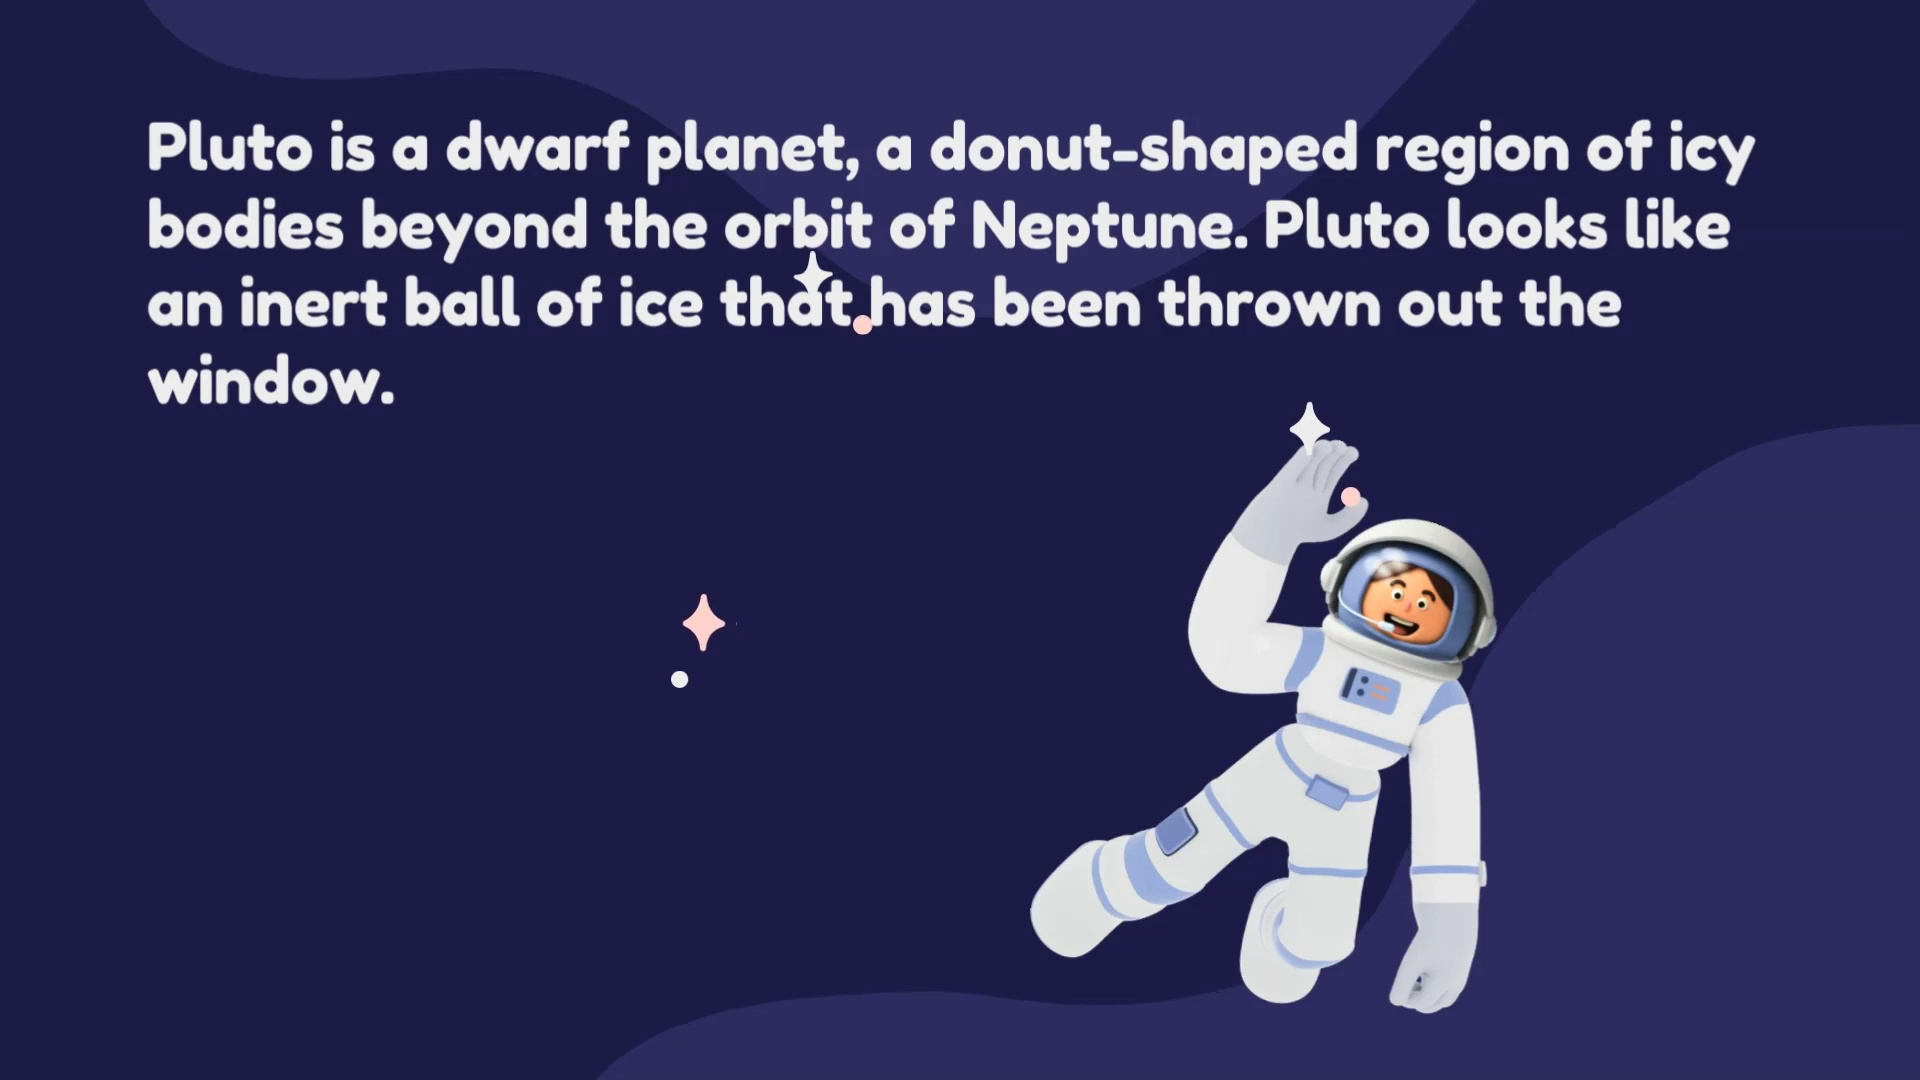 Pluto is a dwarf planet, a donut-shaped region of icy
bodies beyond the orbit of Neptune. Pluto looks like
an inert ball of ice that has been thrown out the
window.